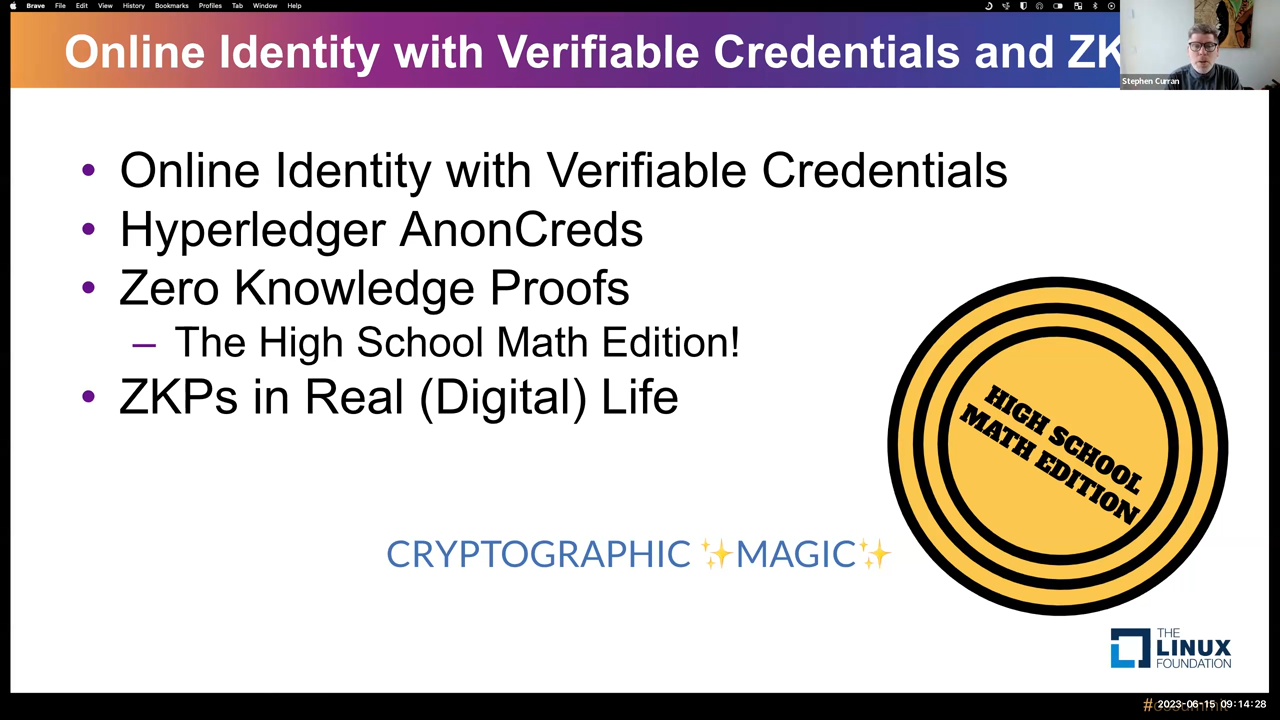 Brave File Edit View History Bookmarks Profiles Tab Window Help
Online Identity with Verifiable Credentials and ZK
Stephen Curran
• Online Identity with Verifiable Credentials
• Hyperledger AnonCreds
• Zero Knowledge Proofs
– The High School Math Edition!
• ZKPs in Real (Digital) Life
HIGH SCHOOL
MATH EDITION
CRYPTOGRAPHIC ✨MAGIC✨
THE
LINUX
FOUNDATION
2023-06-15 09:14:28